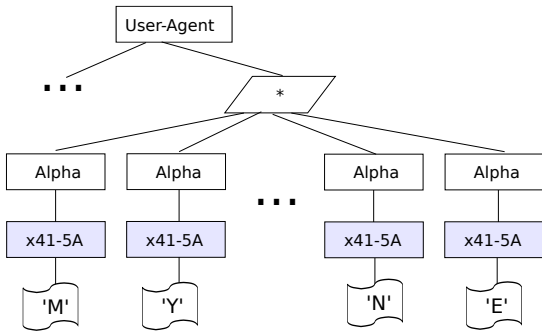 User-Agent
...
*
Alpha Alpha ... Alpha Alpha
x41-5A x41-5A x41-5A x41-5A
'M' 'Y' 'N' 'E'